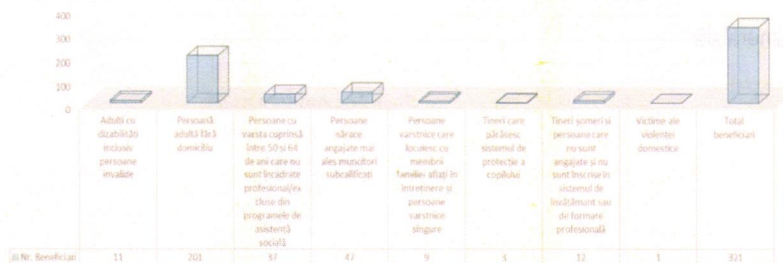 400
300
200
100
0
Adulți cu
dizabilități
inclusiv
persoane
invalide
Persoană
adultă fără
domiciliu
Persoane cu
varsta cuprinsă
între 50 și 64
de ani care nu
sunt încadrate
profesional/ex
cluse din
programele de
asistență
socială
Persoane
sărace
angajate mai
ales muncitori
subcalificați
Persoane
varstnice care
locuiesc cu
membrii
familiei aflați în
întreținere și
persoane
varstnice
singure
Tineri care
părăsesc
sistemul de
protecție a
copilului
Tineri șomeri si
persoane care
nu sunt
angajate și nu
sunt înscrise în
sistemul de
învățământ sau
de formare
profesională
Victime ale
violenței
domestice
Total
beneficiari
Nr. Beneficiari 11 201 37 47 9 3 12 1 321